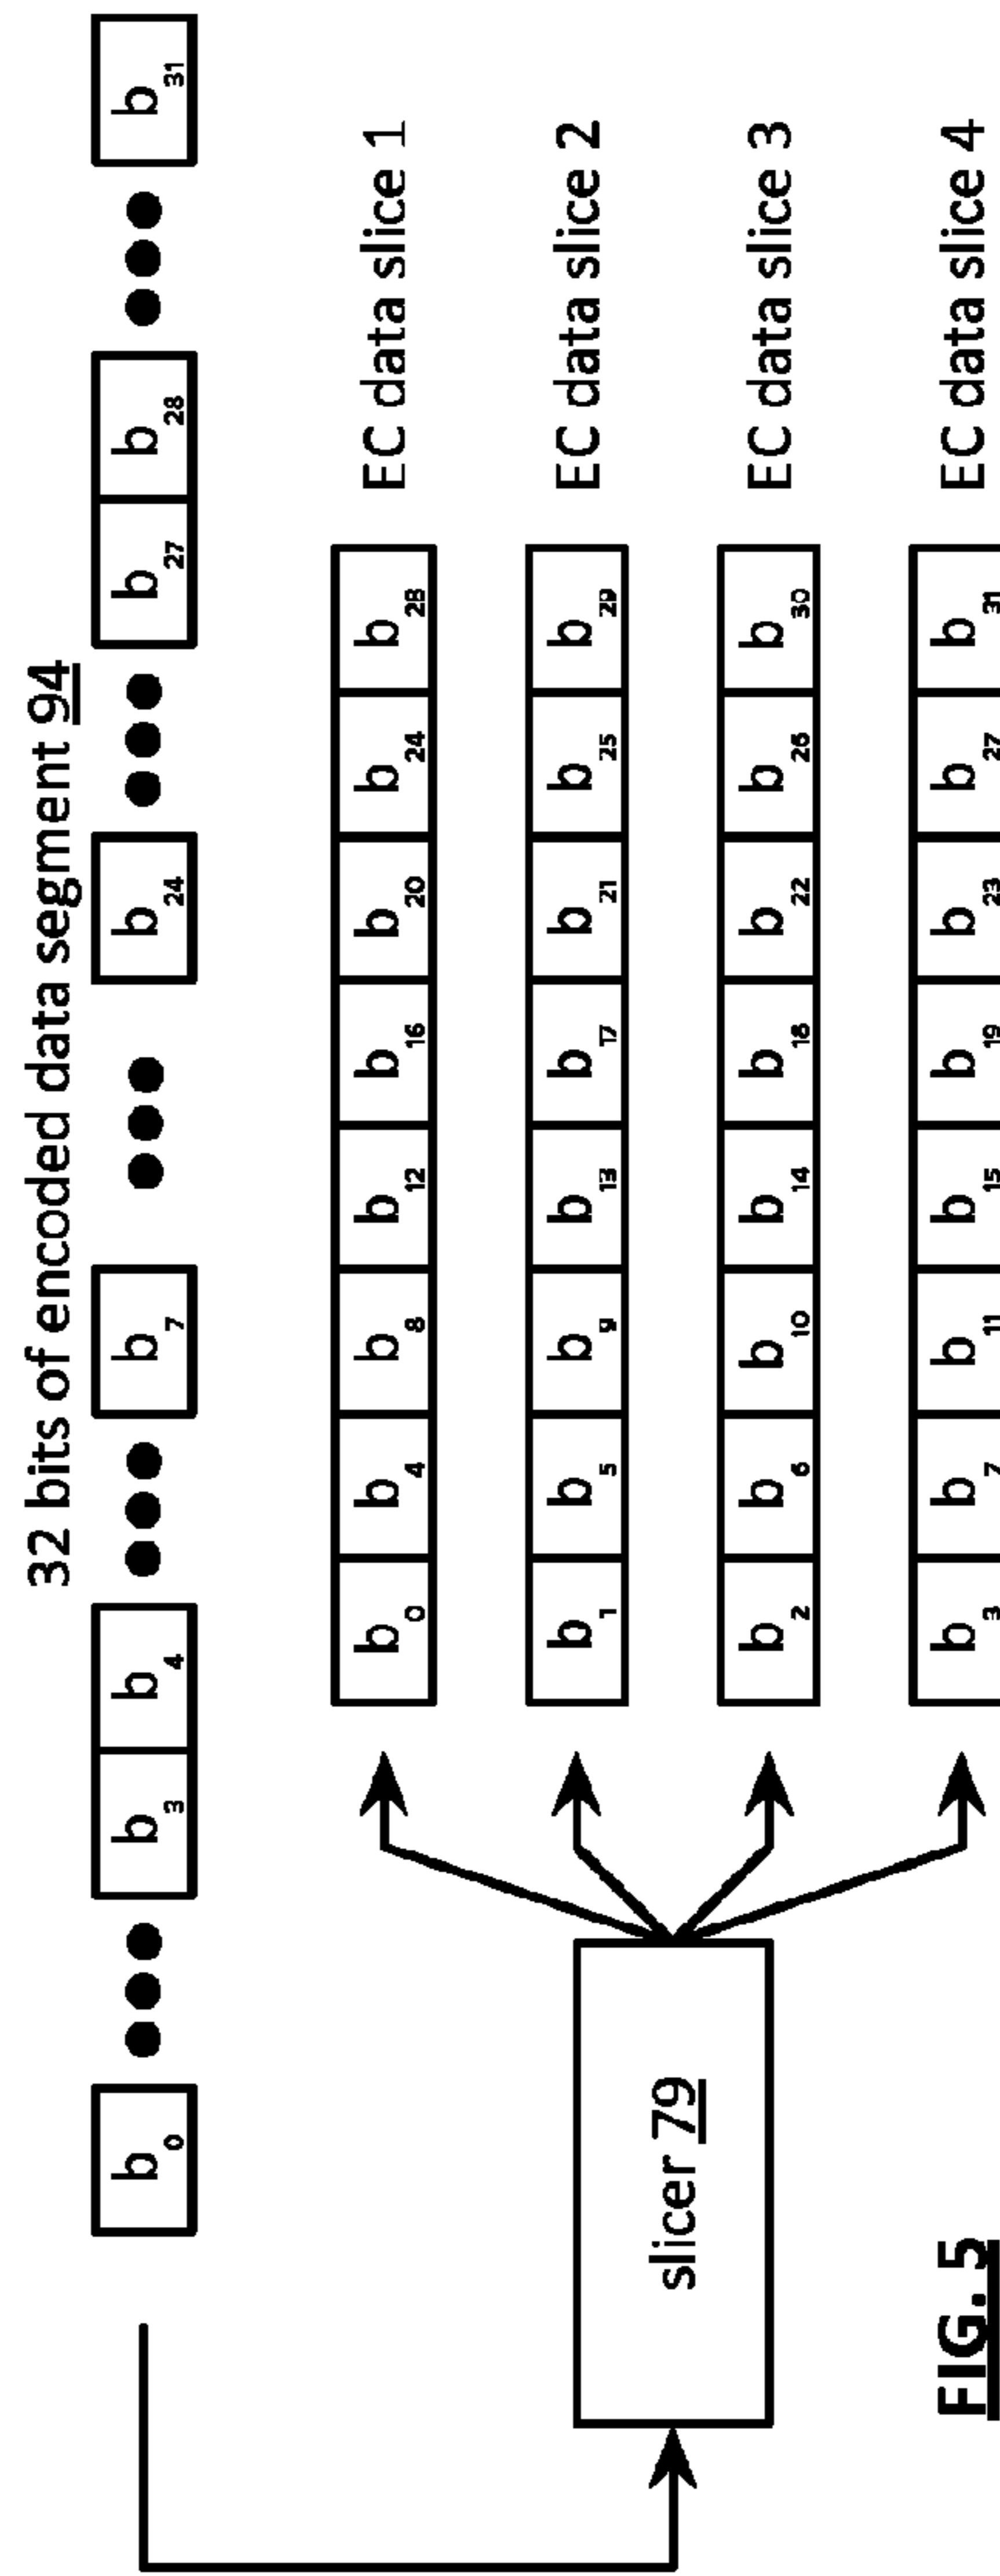 32 bits of encoded data segment 94
b0 ●●● b3 b4 ●●● b7 ●●● b24 ●●● b27 b28 ●●● b31
b0 b4 b8 b12 b16 b20 b24 b28 EC data slice 1
b1 b5 b9 b13 b17 b21 b25 b29 EC data slice 2
slicer 79
b2 b6 b10 b14 b18 b22 b26 b30 EC data slice 3
b3 b7 b11 b15 b19 b23 b27 b31 EC data slice 4
FIG. 5